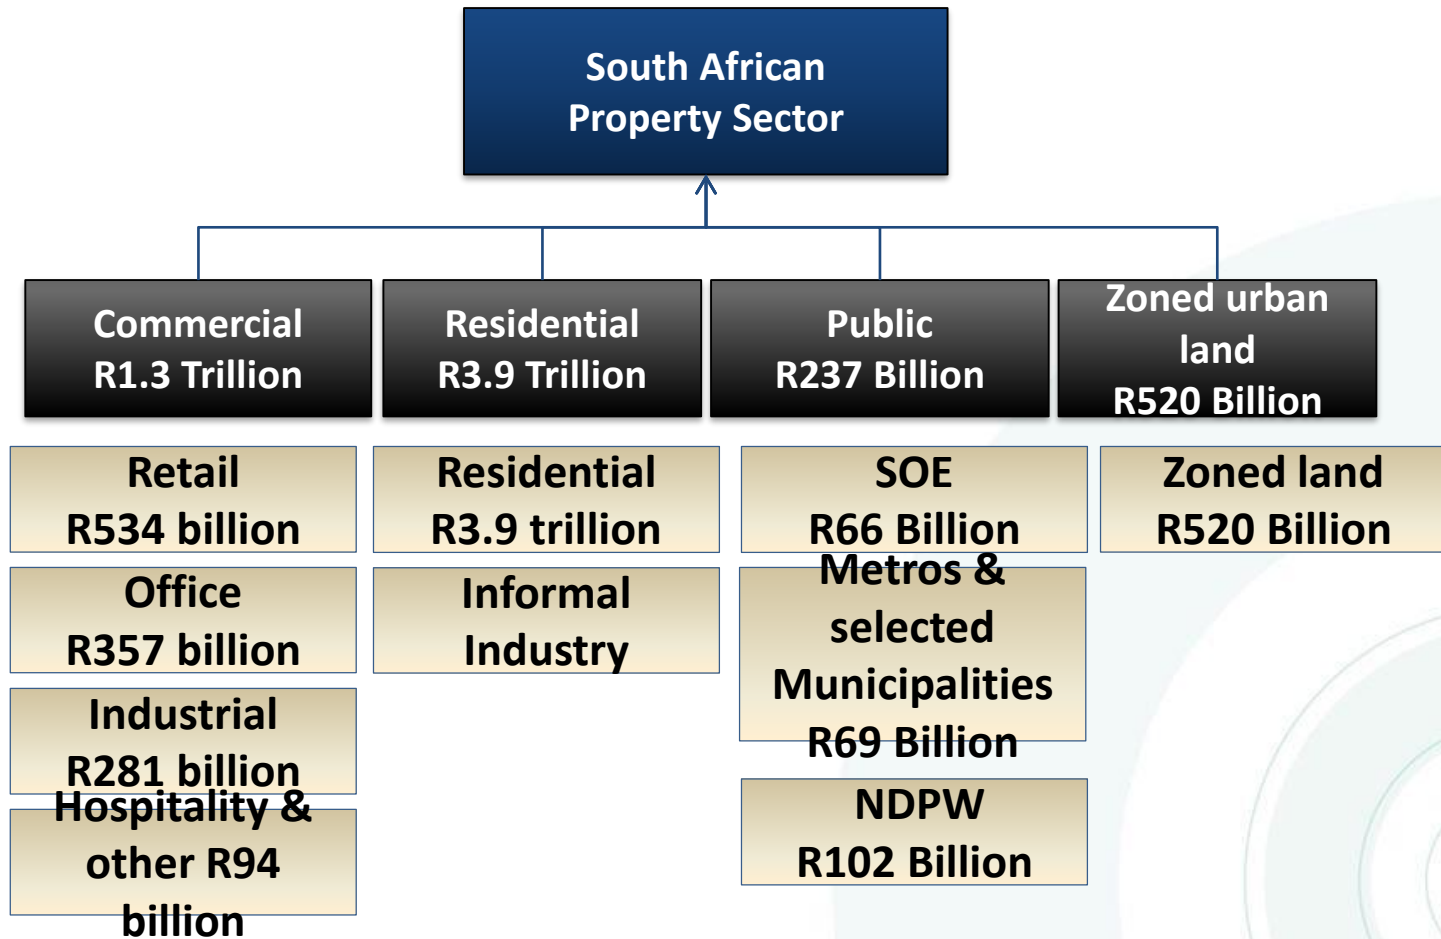 South African
Property Sector
Commercial
R1.3 Trillion
Residential
R3.9 Trillion
Public
R237 Billion
Zoned urban
land
R520 Billion
Retail
R534 billion
Office
R357 billion
Industrial
R281 billion
Hospitality &
other R94
billion
Residential
R3.9 trillion
Informal
Industry
SOE
R66 Billion
Metros &
selected
Municipalities
R69 Billion
NDPW
R102 Billion
Zoned land
R520 Billion